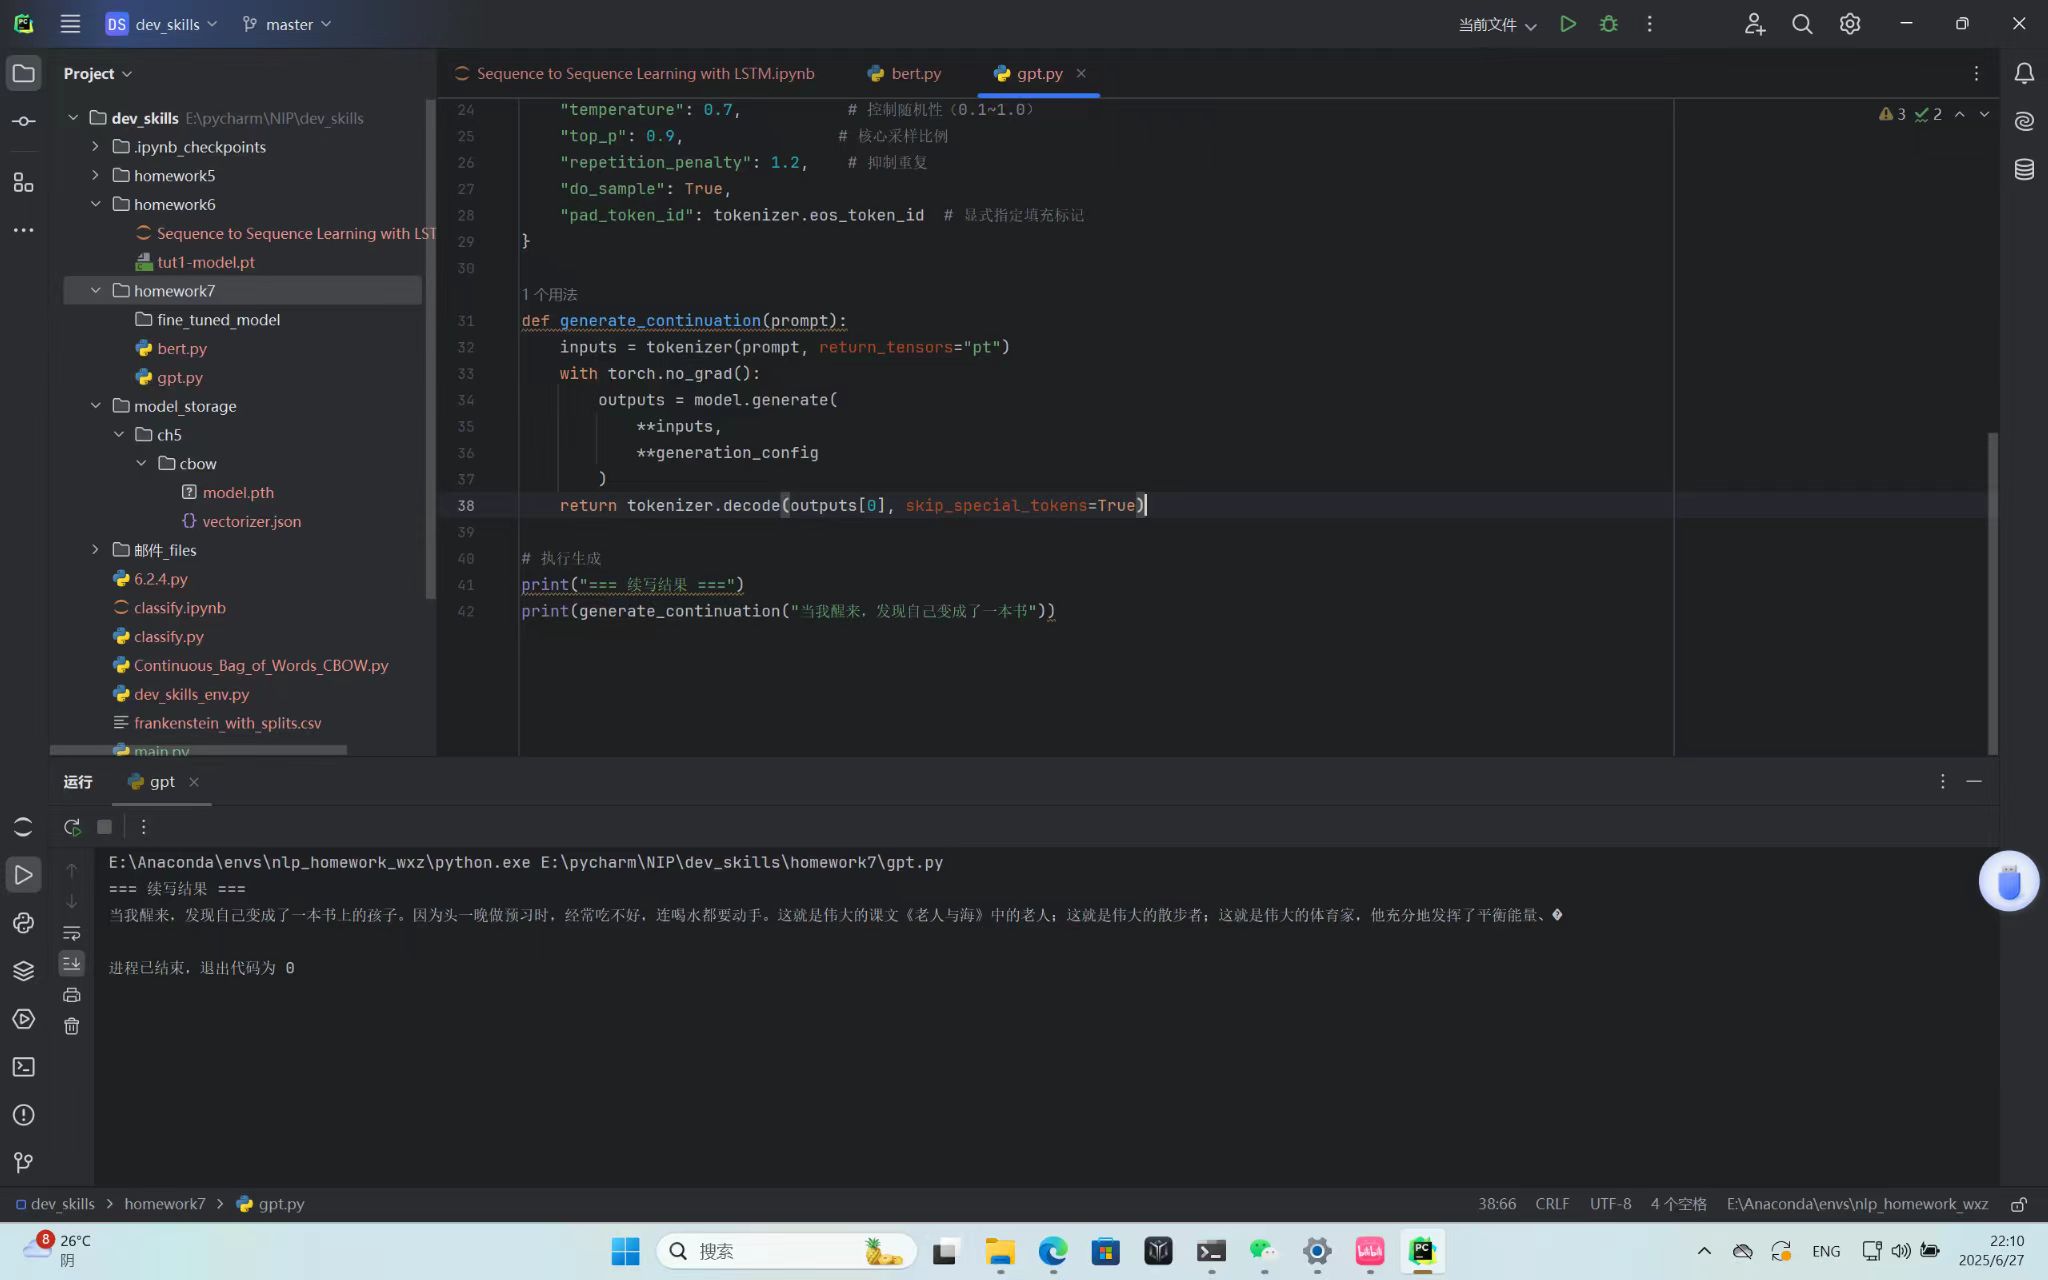 DS dev_skills master 当前文件
Project
dev_skills E:\pycharm\NIP\dev_skills
.ipynb_checkpoints
homework5
homework6
Sequence to Sequence Learning with LST
tut1-model.pt
homework7
fine_tuned_model
bert.py
gpt.py
model_storage
ch5
cbow
model.pth
vectorizer.json
邮件_files
6.2.4.py
classify.ipynb
classify.py
Continuous_Bag_of_Words_CBOW.py
dev_skills_env.py
frankenstein_with_splits.csv
main.py
Sequence to Sequence Learning with LSTM.ipynb bert.py gpt.py
3 2
24 "temperature": 0.7, # 控制随机性（0.1~1.0）
25 "top_p": 0.9, # 核心采样比例
26 "repetition_penalty": 1.2, # 抑制重复
27 "do_sample": True,
28 "pad_token_id": tokenizer.eos_token_id # 显式指定填充标记
29 }
30
1 个用法
31 def generate_continuation(prompt):
32 inputs = tokenizer(prompt, return_tensors="pt")
33 with torch.no_grad():
34 outputs = model.generate(
35 **inputs,
36 **generation_config
37 )
38 return tokenizer.decode(outputs[0], skip_special_tokens=True)
39
40 # 执行生成
41 print("=== 续写结果 ===")
42 print(generate_continuation("当我醒来，发现自己变成了一本书"))
运行 gpt
E:\Anaconda\envs\nlp_homework_wxz\python.exe E:\pycharm\NIP\dev_skills\homework7\gpt.py
=== 续写结果 ===
当我醒来，发现自己变成了一本书上的孩子。因为头一晚做预习时，经常吃不好，连喝水都要动手。这就是伟大的课文《老人与海》中的老人；这就是伟大的散步者；这就是伟大的体育家，他充分地发挥了平衡能量、�
进程已结束，退出代码为 0
dev_skills > homework7 > gpt.py 38:66 CRLF UTF-8 4 个空格 E:\Anaconda\envs\nlp_homework_wxz
8 26°C
阴
搜索
bilibili
PC
ENG
22:10
2025/6/27